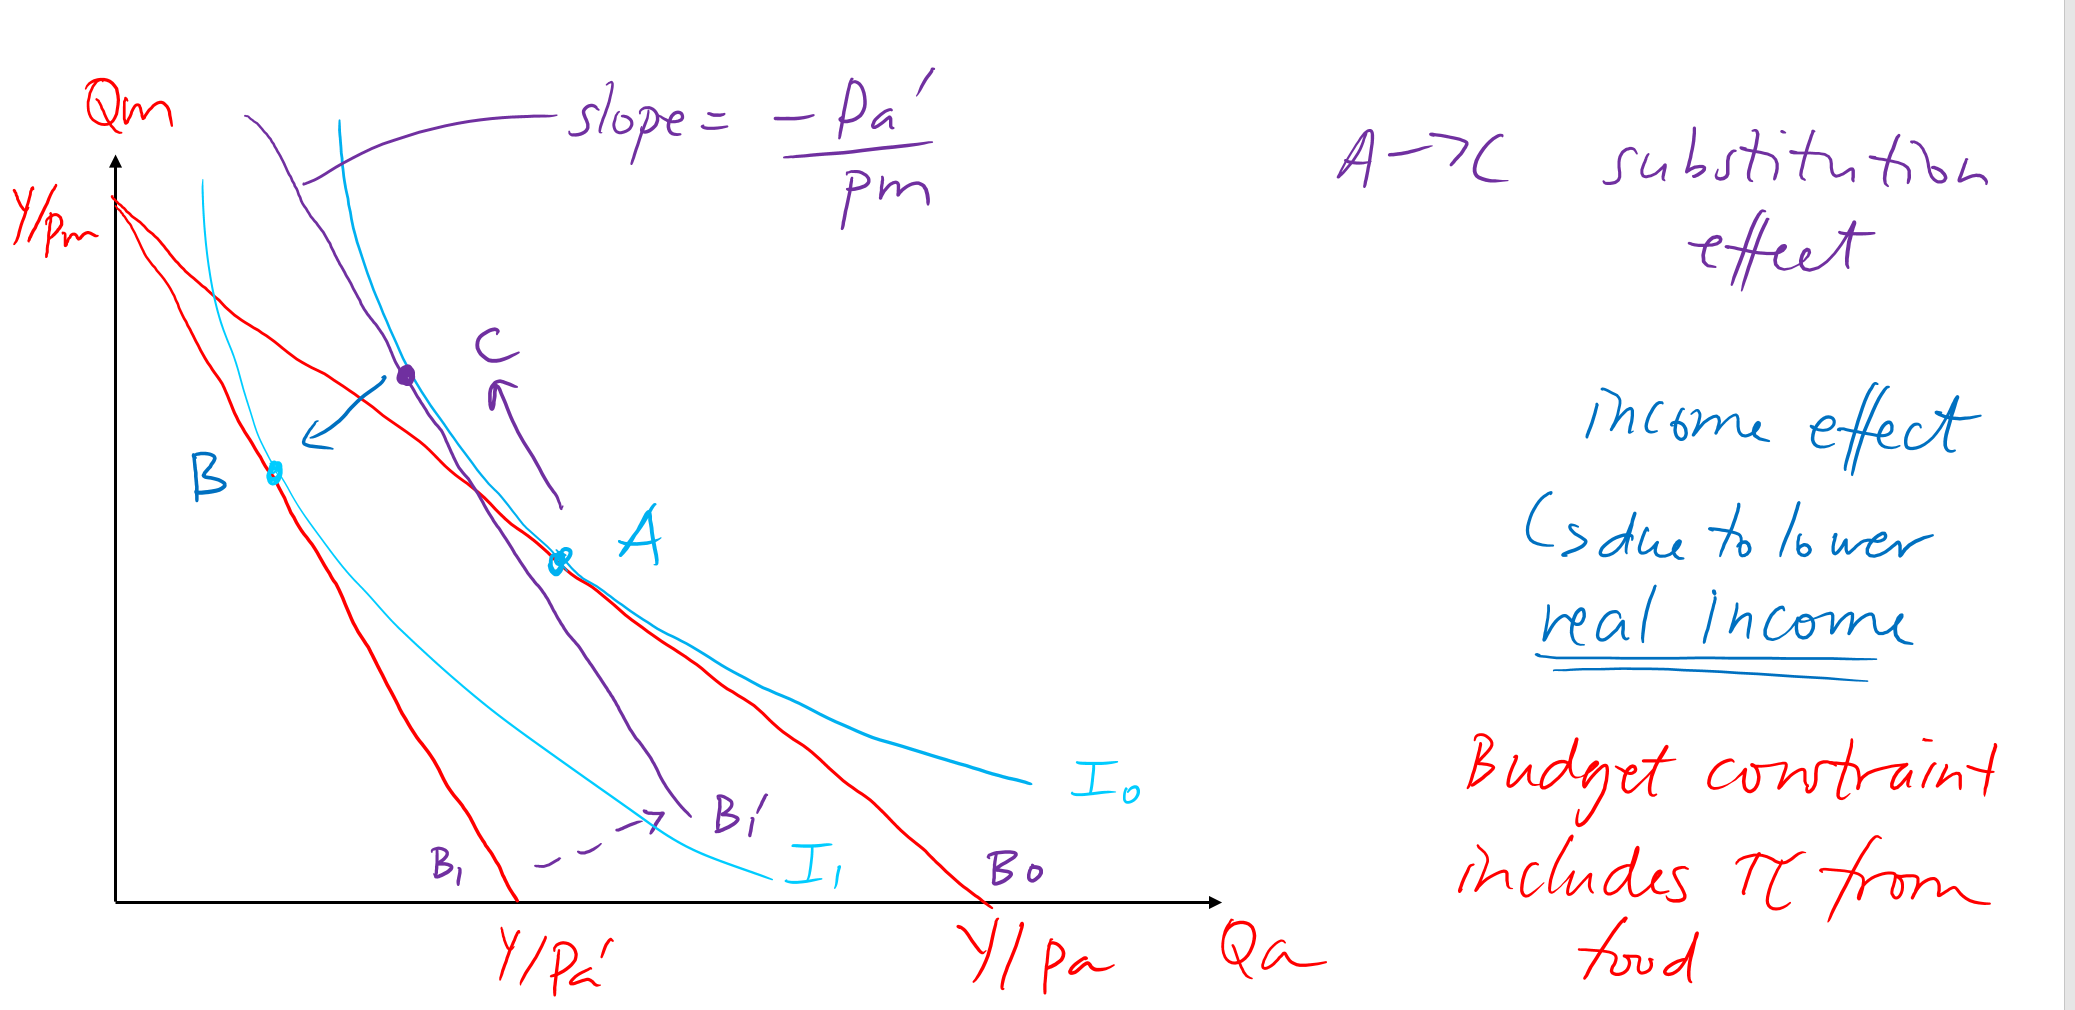 Qm
Y/Pm
slope = -Pa′
Pm
A→C substitution
effect
C
income effect
B
A
(s due to lower
real income
Budget constraint
I₀
B₁′
B₁
I₁
B₀
includes π from
food
Y/Pa′
Y/Pa
Qa